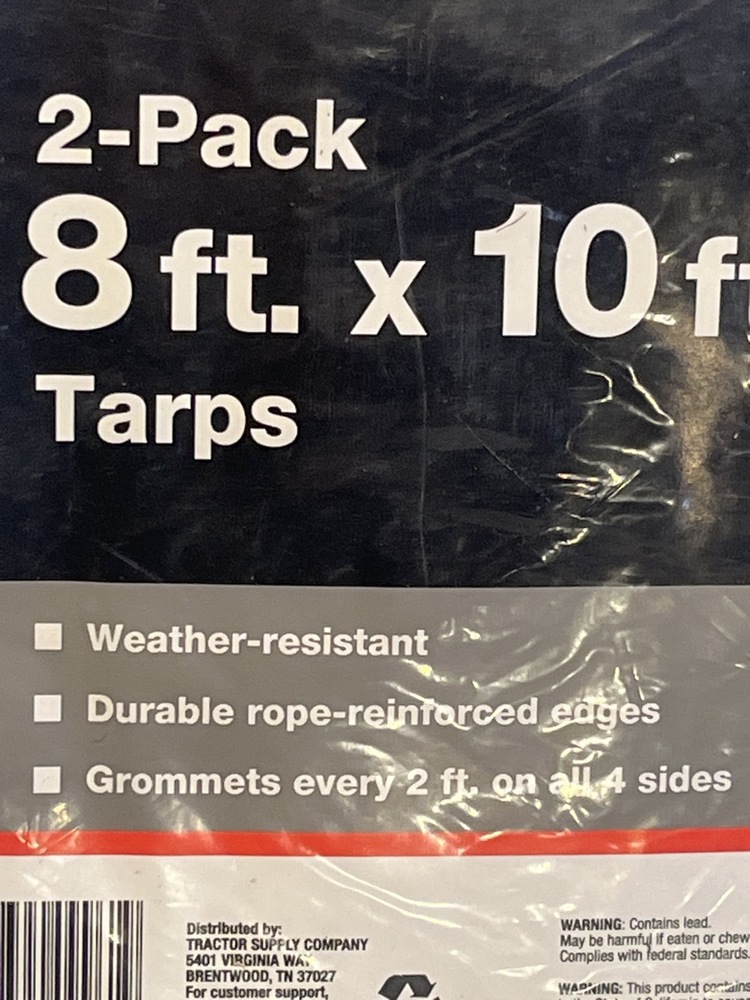 2-Pack
8 ft. x 10 ft
Tarps
Weather-resistant
Durable rope-reinforced edges
Grommets every 2 ft. on all 4 sides
Distributed by:
TRACTOR SUPPLY COMPANY
5401 VIRGINIA WAY
BRENTWOOD, TN 37027
For customer support,
WARNING: Contains lead.
May be harmful if eaten or chew
Complies with federal standards.
WARNING: This product contains